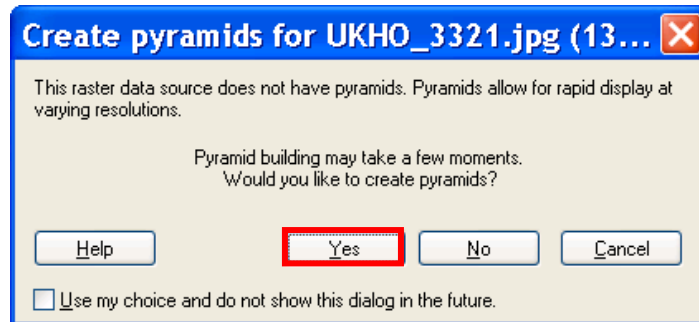 Create pyramids for UKHO_3321.jpg (13...
This raster data source does not have pyramids. Pyramids allow for rapid display at
varying resolutions.
Pyramid building may take a few moments.
Would you like to create pyramids?
Help Yes No Cancel
Use my choice and do not show this dialog in the future.